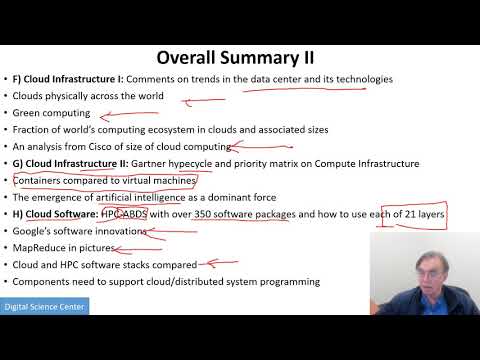 Overall Summary II
• F) Cloud Infrastructure I: Comments on trends in the data center and its technologies
• Clouds physically across the world
• Green computing
• Fraction of world's computing ecosystem in clouds and associated sizes
• An analysis from Cisco of size of cloud computing
• G) Cloud Infrastructure II: Gartner hypecycle and priority matrix on Compute Infrastructure
• Containers compared to virtual machines
• The emergence of artificial intelligence as a dominant force
• H) Cloud Software: HPC-ABDS with over 350 software packages and how to use each of 21 layers
• Google's software innovations
• MapReduce in pictures
• Cloud and HPC software stacks compared
• Components need to support cloud/distributed system programming
Digital Science Center